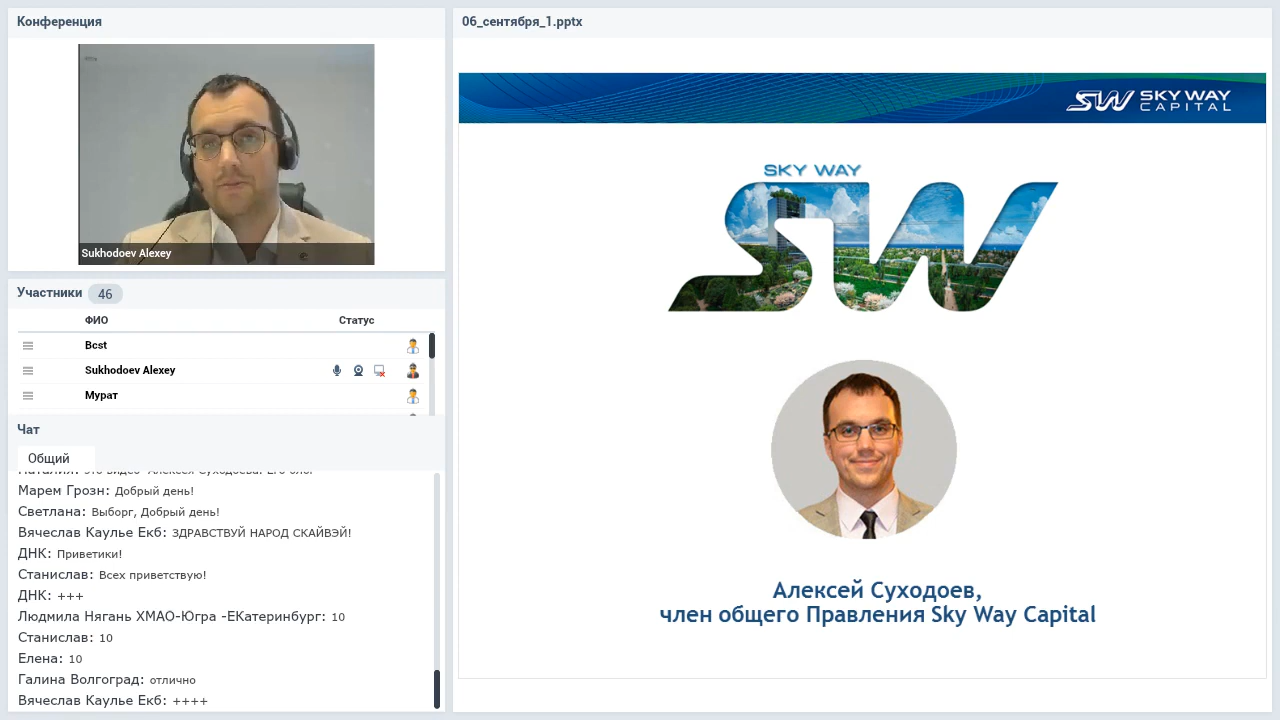 Конференция
Sukhodoev Alexey
Участники 46
ФИО Статус
Bcst
Sukhodoev Alexey
Мурат
Чат
Общий
Марем Грозн: Добрый день!
Светлана: Выборг, Добрый день!
Вячеслав Каулье Екб: ЗДРАВСТВУЙ НАРОД СКАЙВЭЙ!
ДНК: Приветики!
Станислав: Всех приветствую!
ДНК: +++
Людмила Нягань ХМАО-Югра -ЕКатеринбург: 10
Станислав: 10
Елена: 10
Галина Волгоград: отлично
Вячеслав Каулье Екб: ++++
06_сентября_1.pptx
SW SKY WAY
CAPITAL
SKY WAY
SW
Алексей Суходоев,
член общего Правления Sky Way Capital